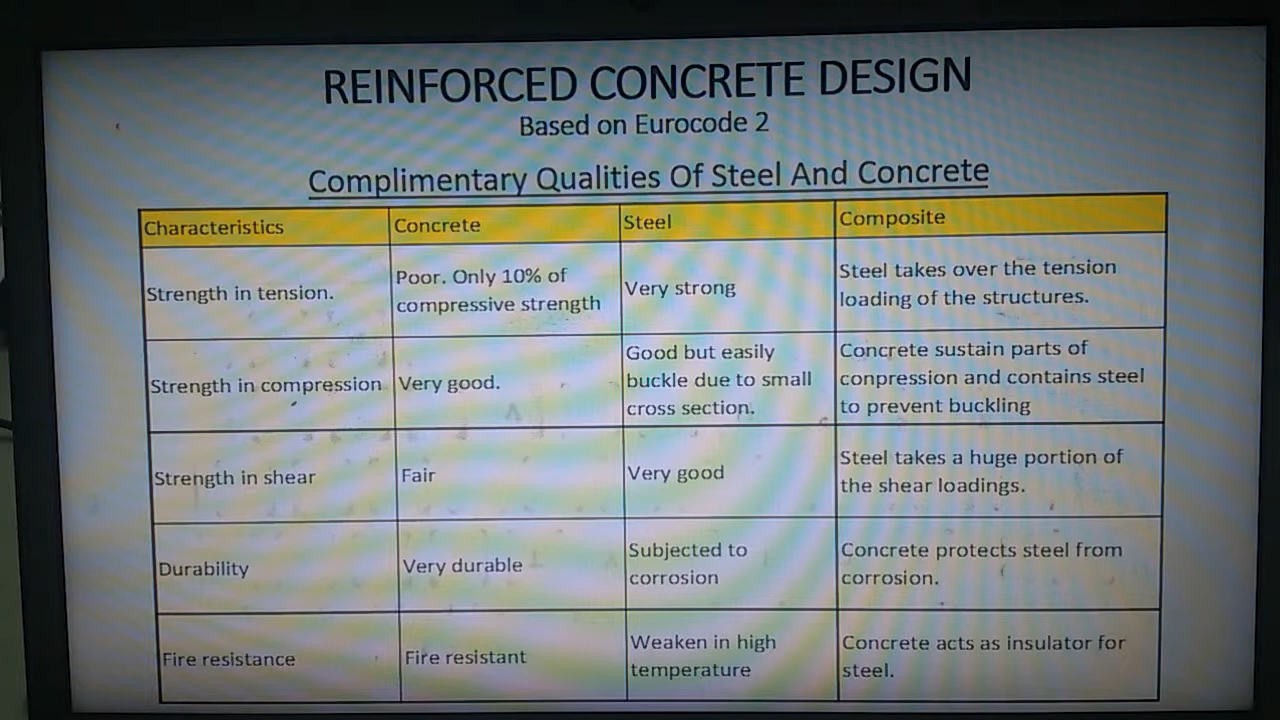 REINFORCED CONCRETE DESIGN
Based on Eurocode 2
Complimentary Qualities Of Steel And Concrete
Characteristics
Concrete
Steel
Composite
Strength in tension.
Poor. Only 10% of
compressive strength
Very strong
Steel takes over the tension
loading of the structures.
Strength in compression
Very good.
Good but easily
buckle due to small
cross section.
Concrete sustain parts of
conpression and contains steel
to prevent buckling
Strength in shear
Fair
Very good
Steel takes a huge portion of
the shear loadings.
Durability
Very durable
Subjected to
corrosion
Concrete protects steel from
corrosion.
Fire resistance
Fire resistant
Weaken in high
temperature
Concrete acts as insulator for
steel.